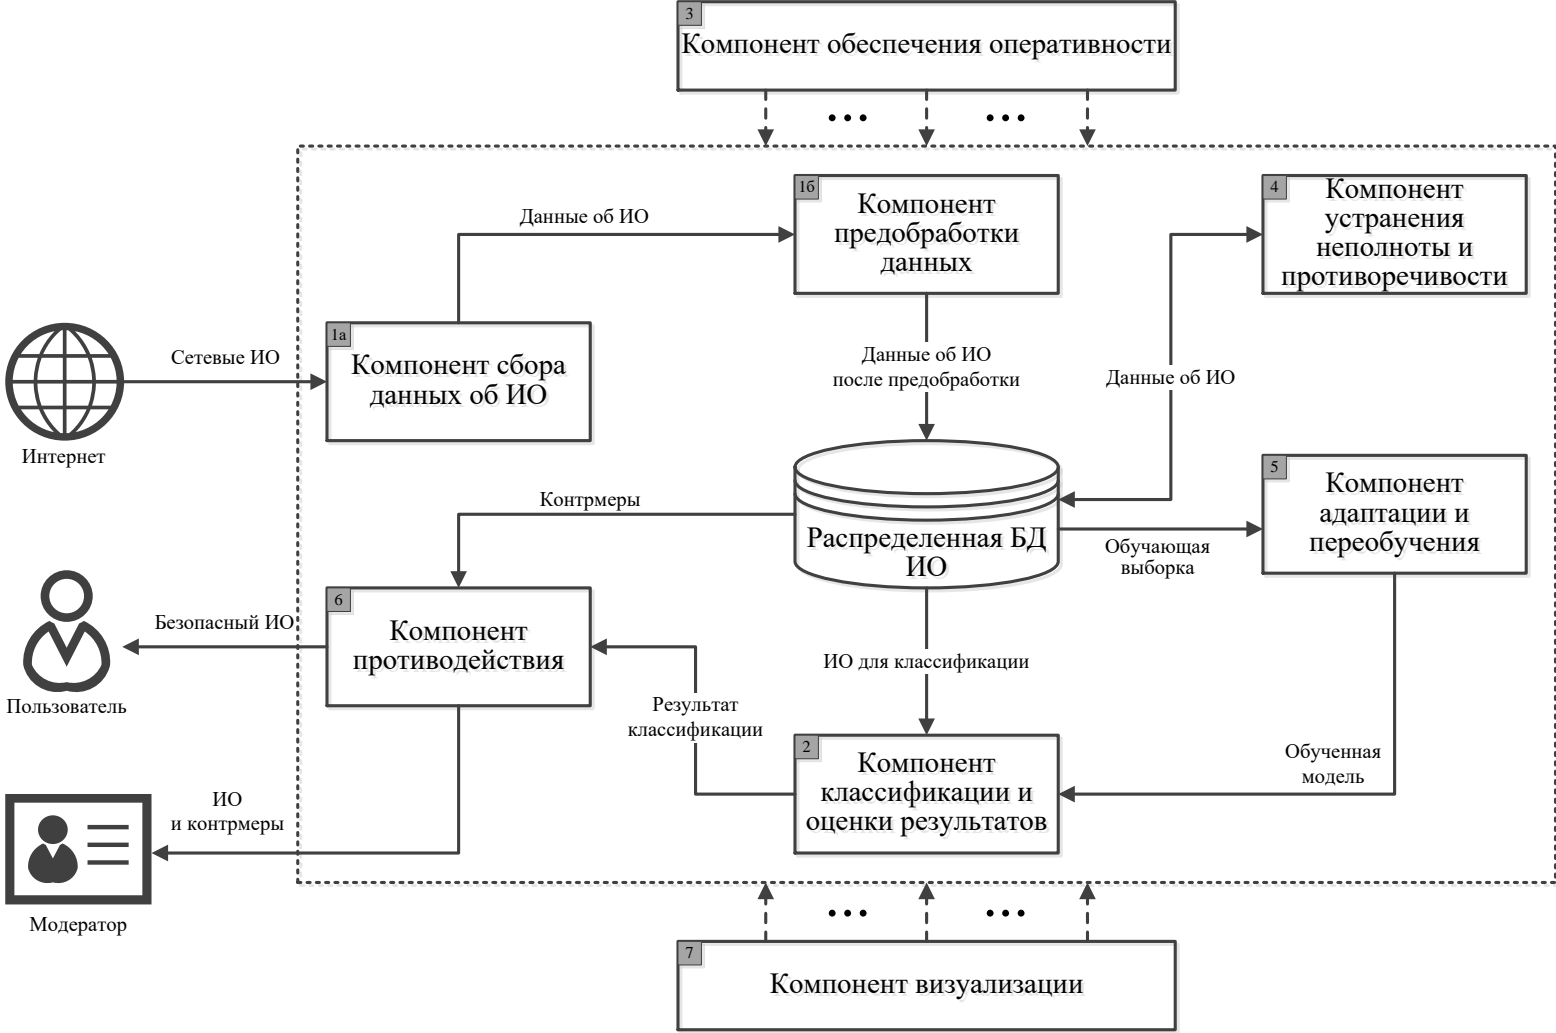 3
Компонент обеспечения оперативности
... ...
1б
Компонент
предобработки
данных
4
Компонент
устранения
неполноты и
противоречивости
Данные об ИО
1а
Компонент сбора
данных об ИО
Сетевые ИО
Интернет
Данные об ИО
после предобработки
Данные об ИО
5
Компонент
адаптации и
переобучения
Контрмеры
Распределенная БД
ИО
Обучающая
выборка
6
Компонент
противодействия
Безопасный ИО
Пользователь
ИО для классификации
Результат
классификации
2
Компонент
классификации и
оценки результатов
Обученная
модель
ИО
и контрмеры
Модератор
... ...
7
Компонент визуализации